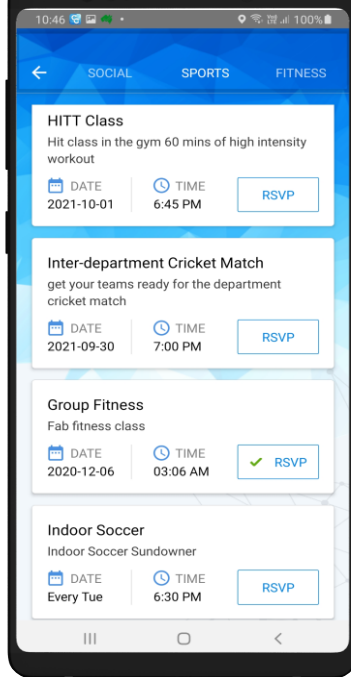 10:46 100%
SOCIAL SPORTS FITNESS
HITT Class
Hit class in the gym 60 mins of high intensity
workout
DATE TIME
2021-10-01 6:45 PM RSVP
Inter-department Cricket Match
get your teams ready for the department
cricket match
DATE TIME
2021-09-30 7:00 PM RSVP
Group Fitness
Fab fitness class
DATE TIME
2020-12-06 03:06 AM RSVP
Indoor Soccer
Indoor Soccer Sundowner
DATE TIME
Every Tue 6:30 PM RSVP